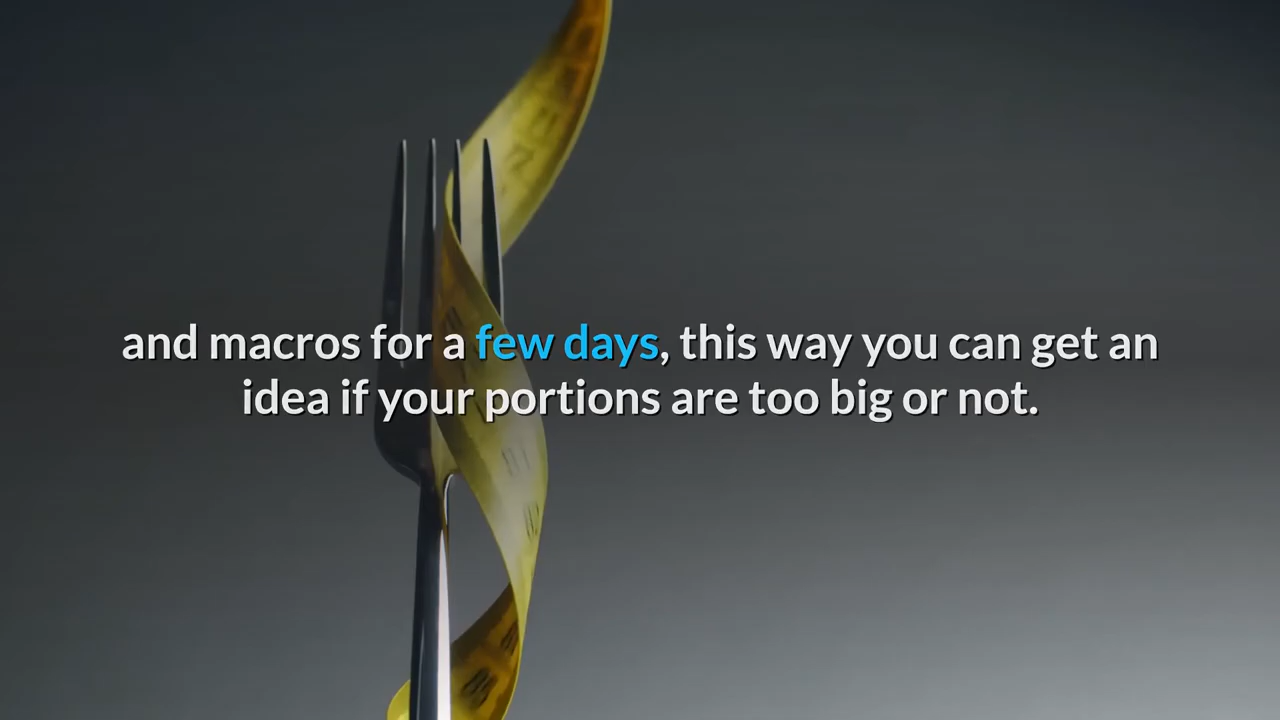 and macros for a few days, this way you can get an
idea if your portions are too big or not.